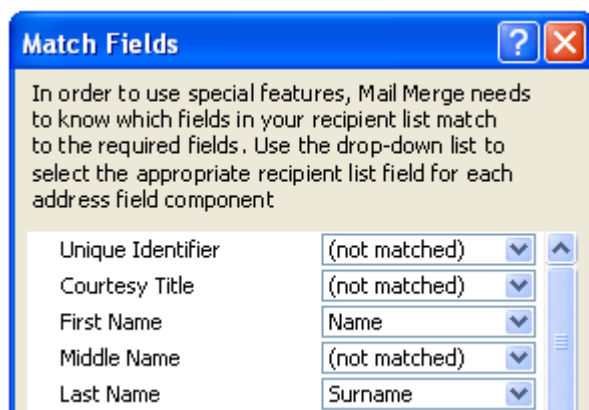 Match Fields
In order to use special features, Mail Merge needs
to know which fields in your recipient list match
to the required fields. Use the drop-down list to
select the appropriate recipient list field for each
address field component
Unique Identifier (not matched)
Courtesy Title (not matched)
First Name Name
Middle Name (not matched)
Last Name Surname